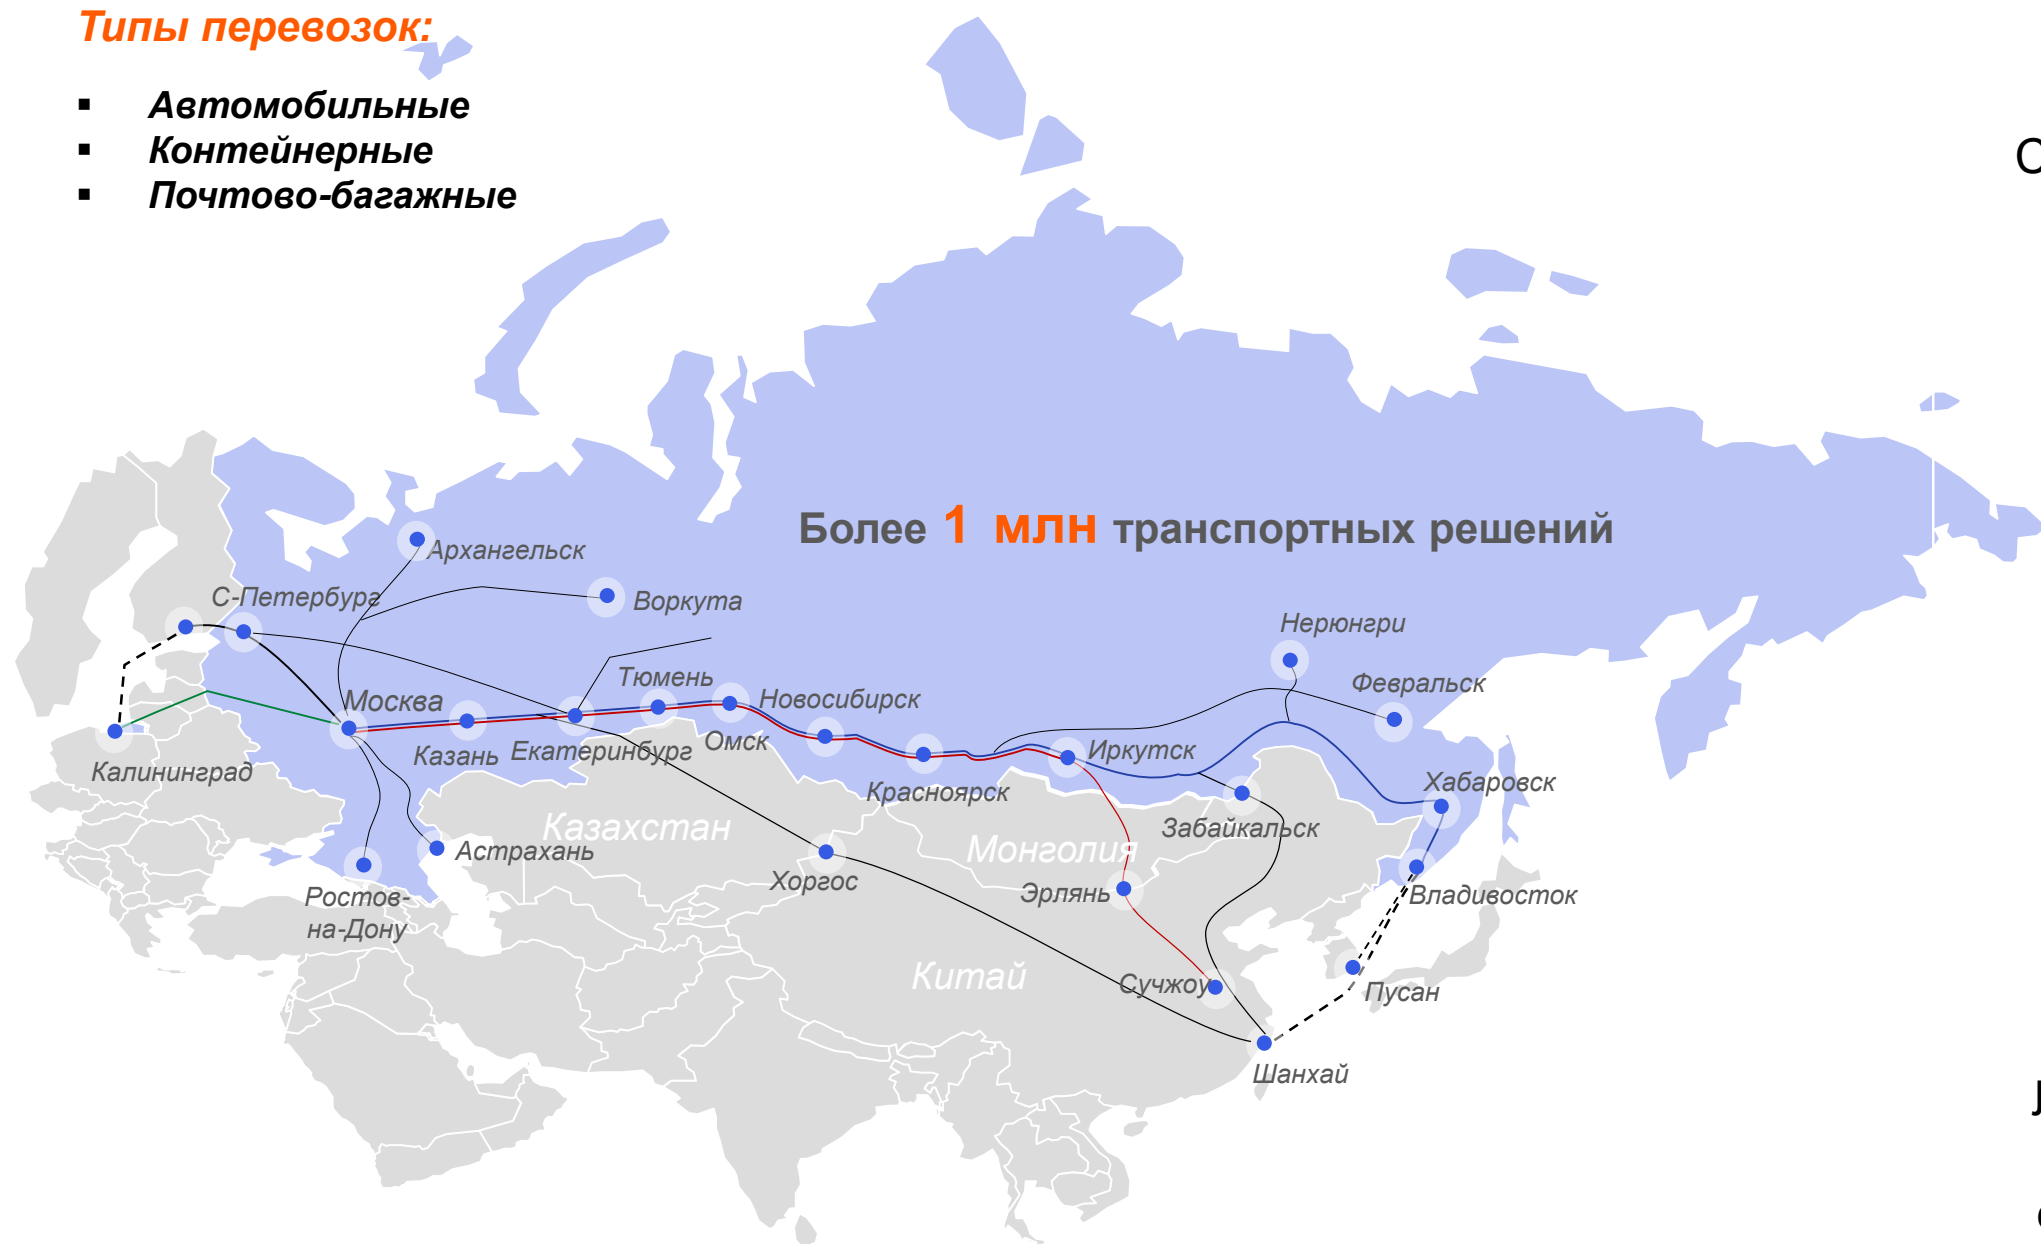 Типы перевозок:
▪ Автомобильные
▪ Контейнерные
▪ Почтово-багажные
Более 1 млн транспортных решений
Архангельск
С-Петербург
Воркута
Нерюнгри
Тюмень
Февральск
Москва
Новосибирск
Казань
Екатеринбург
Омск
Иркутск
Калининград
Красноярск
Хабаровск
Казахстан
Забайкальск
Астрахань
Монголия
Хоргос
Эрлянь
Владивосток
Ростов-
на-Дону
Китай
Сучжоу
Пусан
Шанхай